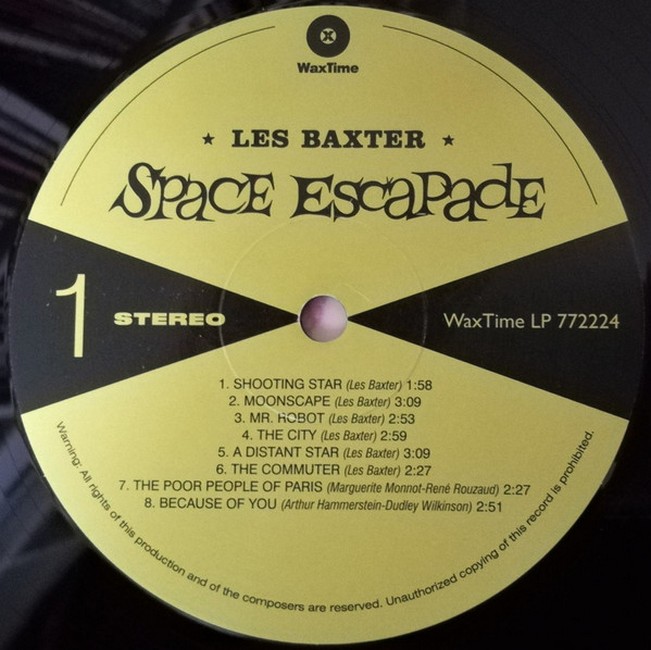 WaxTime
★ LES BAXTER ★
SPACE ESCAPADE
1 STEREO
WaxTime LP 772224
1. SHOOTING STAR (Les Baxter) 1:58
2. MOONSCAPE (Les Baxter) 3:09
3. MR. ROBOT (Les Baxter) 2:53
4. THE CITY (Les Baxter) 2:59
5. A DISTANT STAR (Les Baxter) 3:09
6. THE COMMUTER (Les Baxter) 2:27
7. THE POOR PEOPLE OF PARIS (Marguerite Monnot-René Rouzaud) 2:27
8. BECAUSE OF YOU (Arthur Hammerstein-Dudley Wilkinson) 2:51
Warning: All rights of this production and of the composers are reserved. Unauthorized copying of this record is prohibited.